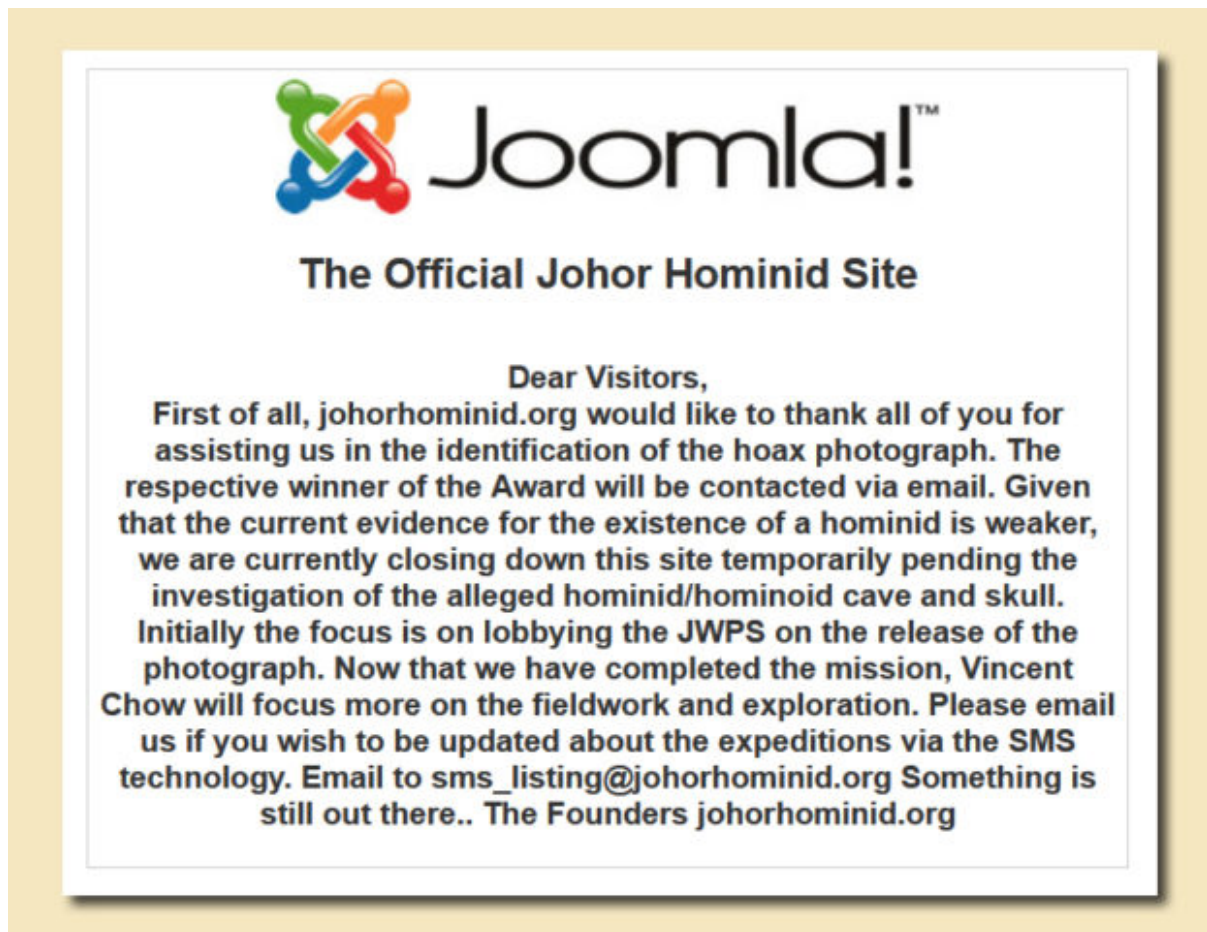 Joomla!™
The Official Johor Hominid Site
Dear Visitors,
First of all, johorhominid.org would like to thank all of you for
assisting us in the identification of the hoax photograph. The
respective winner of the Award will be contacted via email. Given
that the current evidence for the existence of a hominid is weaker,
we are currently closing down this site temporarily pending the
investigation of the alleged hominid/hominoid cave and skull.
Initially the focus is on lobbying the JWPS on the release of the
photograph. Now that we have completed the mission, Vincent
Chow will focus more on the fieldwork and exploration. Please email
us if you wish to be updated about the expeditions via the SMS
technology. Email to sms_listing@johorhominid.org Something is
still out there.. The Founders johorhominid.org